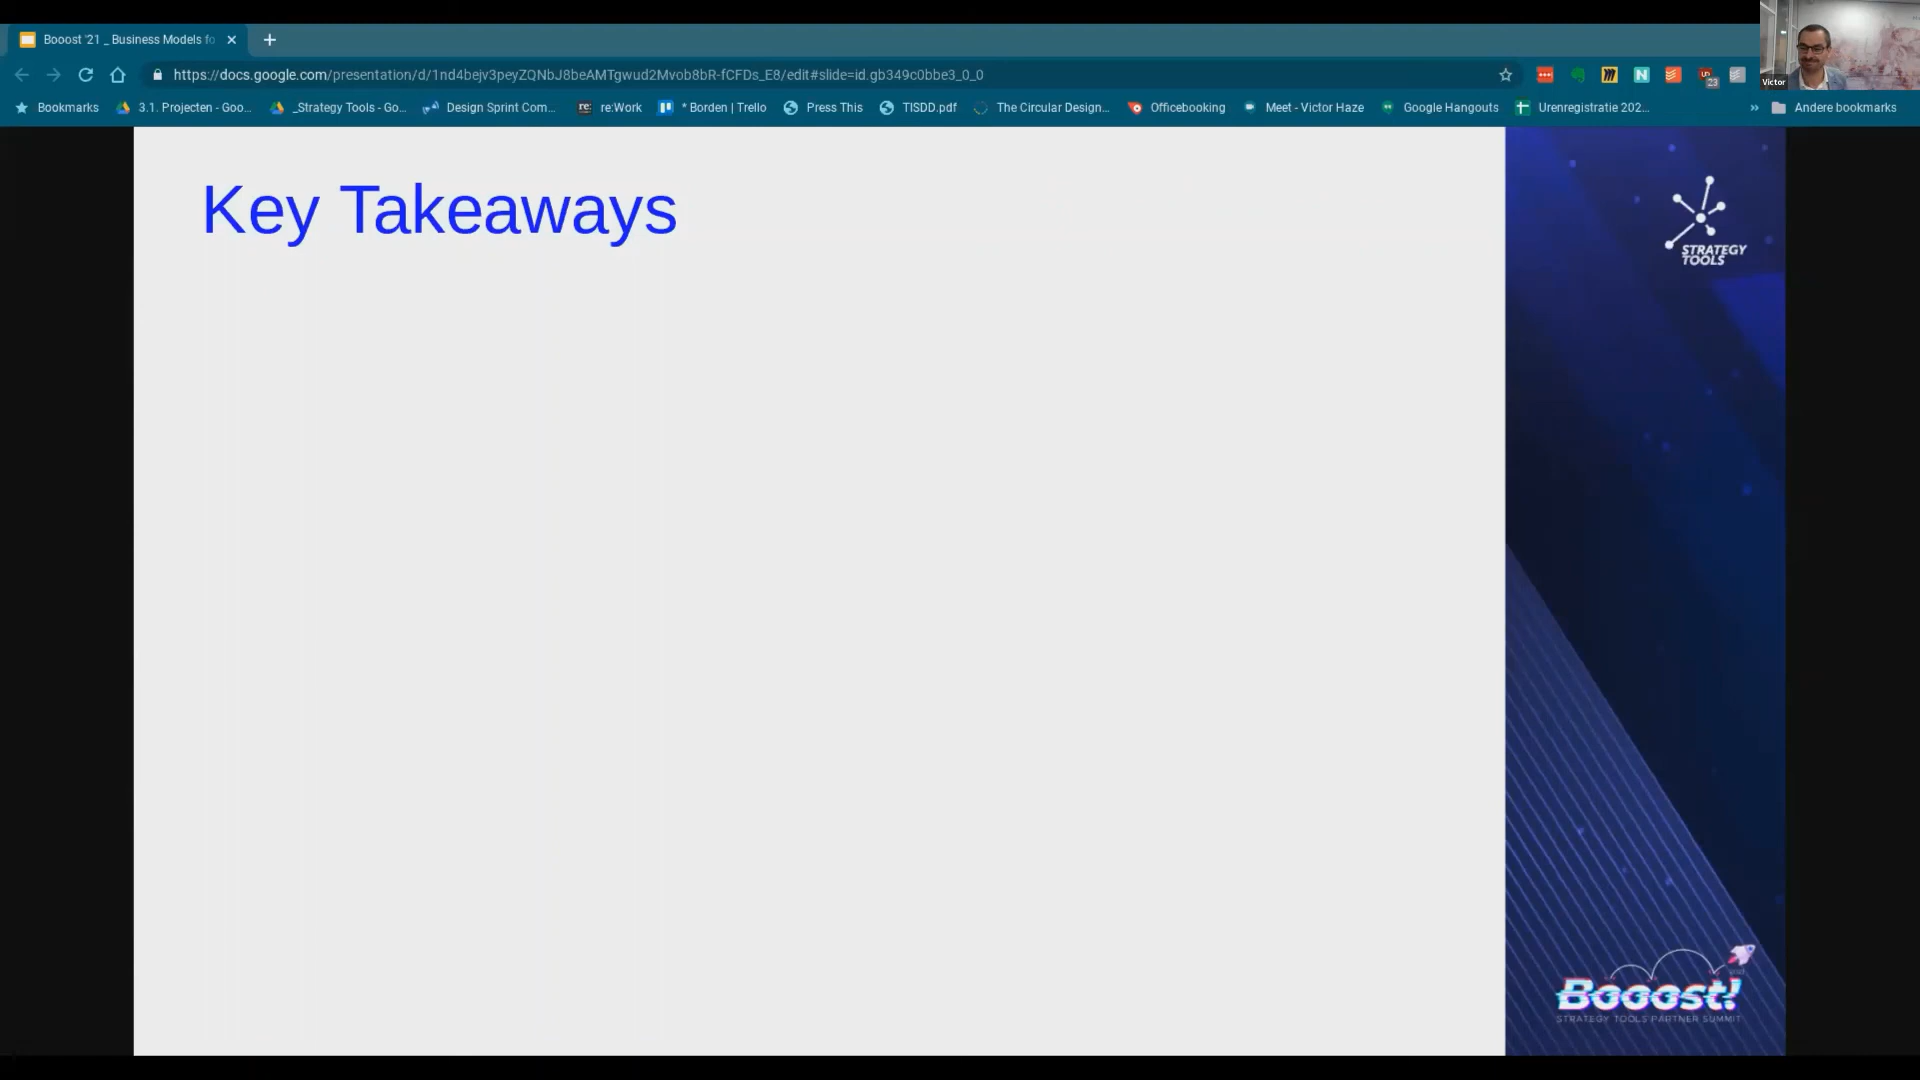 Booost '21 _ Business Models fo
https://docs.google.com/presentation/d/1nd4bejv3peyZQNbJ8beAMTgwud2Mvob8bR-fCFDs_E8/edit#slide=id.gb349c0bbe3_0_0
23
Victor
Bookmarks
3.1. Projecten - Goo...
_Strategy Tools - Go...
Design Sprint Com...
re:
re:Work
* Borden | Trello
Press This
TISDD.pdf
The Circular Design...
Officebooking
Meet - Victor Haze
Google Hangouts
Urenregistratie 202...
»
Andere bookmarks
Key Takeaways
STRATEGY
TOOLS
Booost!
STRATEGY TOOLS PARTNER SUMMIT